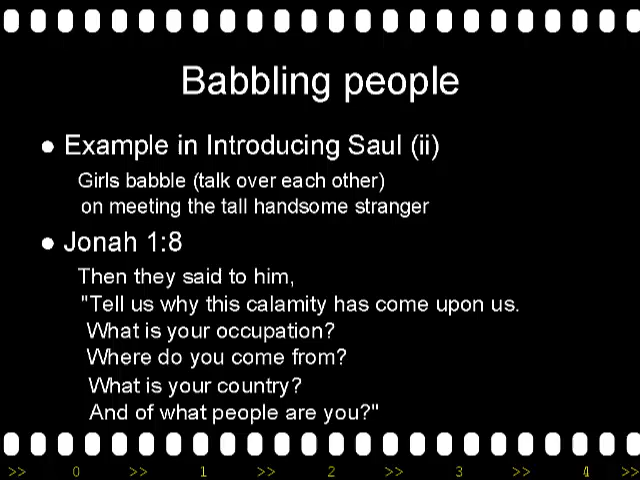 Babbling people
● Example in Introducing Saul (ii)
Girls babble (talk over each other)
on meeting the tall handsome stranger
● Jonah 1:8
Then they said to him,
"Tell us why this calamity has come upon us.
What is your occupation?
Where do you come from?
What is your country?
And of what people are you?"
>> 0 >> 1 >> 2 >> 3 >> 4 >>